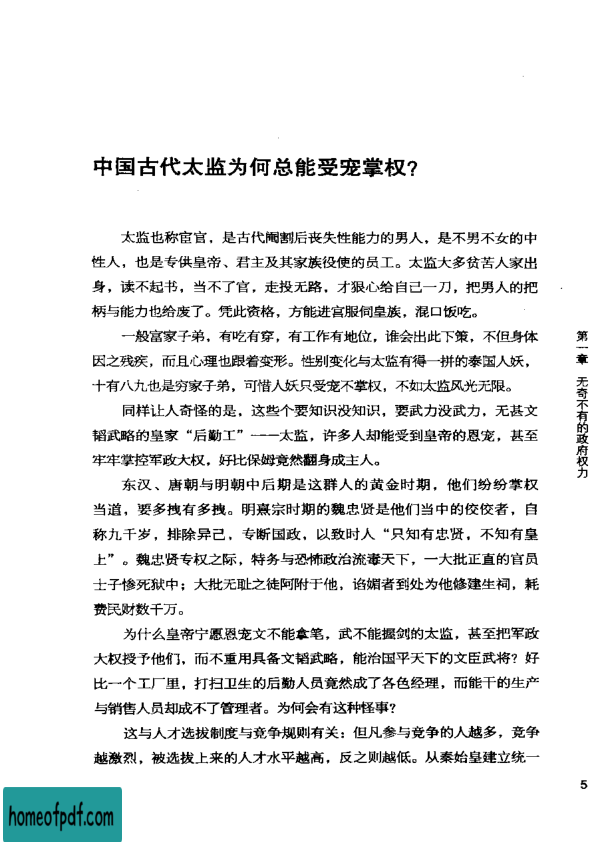 中国古代太监为何总能受宠掌权?
太监也称宦官，是古代阉割后丧失性能力的男人，是不男不女的中
性人，也是专供皇帝、君主及其家族役使的员工。太监大多贫苦人家出
身，读不起书，当不了官，走投无路，才狠心给自己一刀，把男人的把
柄与能力也给废了。凭此资格，方能进宫服伺皇族，混口饭吃。
一般富家子弟，有吃有穿，有工作有地位，谁会出此下策，不但身体
因之残疾，而且心理也跟着变形。性别变化与太监有得一拼的泰国人妖，
十有八九也是穷家子弟，可惜人妖只受宠不掌权，不如太监风光无限。
同样让人奇怪的是，这些个要知识没知识，要武力没武力，无甚文
韬武略的皇家“后勤工”———太监，许多人却能受到皇帝的恩宠，甚至
牢牢掌控军政大权，好比保姆竟然翻身成主人。
东汉、唐朝与明朝中后期是这群人的黄金时期，他们纷纷掌权
当道，要多拽有多拽。明熹宗时期的魏忠贤是他们当中的佼佼者，自
称九千岁，排除异己，专断国政，以致时人“只知有忠贤，不知有皇
上”。魏忠贤专权之际，特务与恐怖政治流毒天下，一大批正直的官员
士子惨死狱中；大批无耻之徒阿附于他，谄媚者到处为他修建生祠，耗
费民财数千万。
为什么皇帝宁愿恩宠文不能拿笔，武不能握剑的太监，甚至把军政
大权授予他们，而不重用具备文韬武略，能治国平天下的文臣武将？好
比一个工厂里，打扫卫生的后勤人员竟然成了各色经理，而能干的生产
与销售人员却成不了管理者。为何会有这种怪事？
这与人才选拔制度与竞争规则有关：但凡参与竞争的人越多，竞争
越激烈，被选拔上来的人才水平越高，反之则越低。从秦始皇建立统一
第一章 无奇不有的政府权力
5
homeofpdf.com